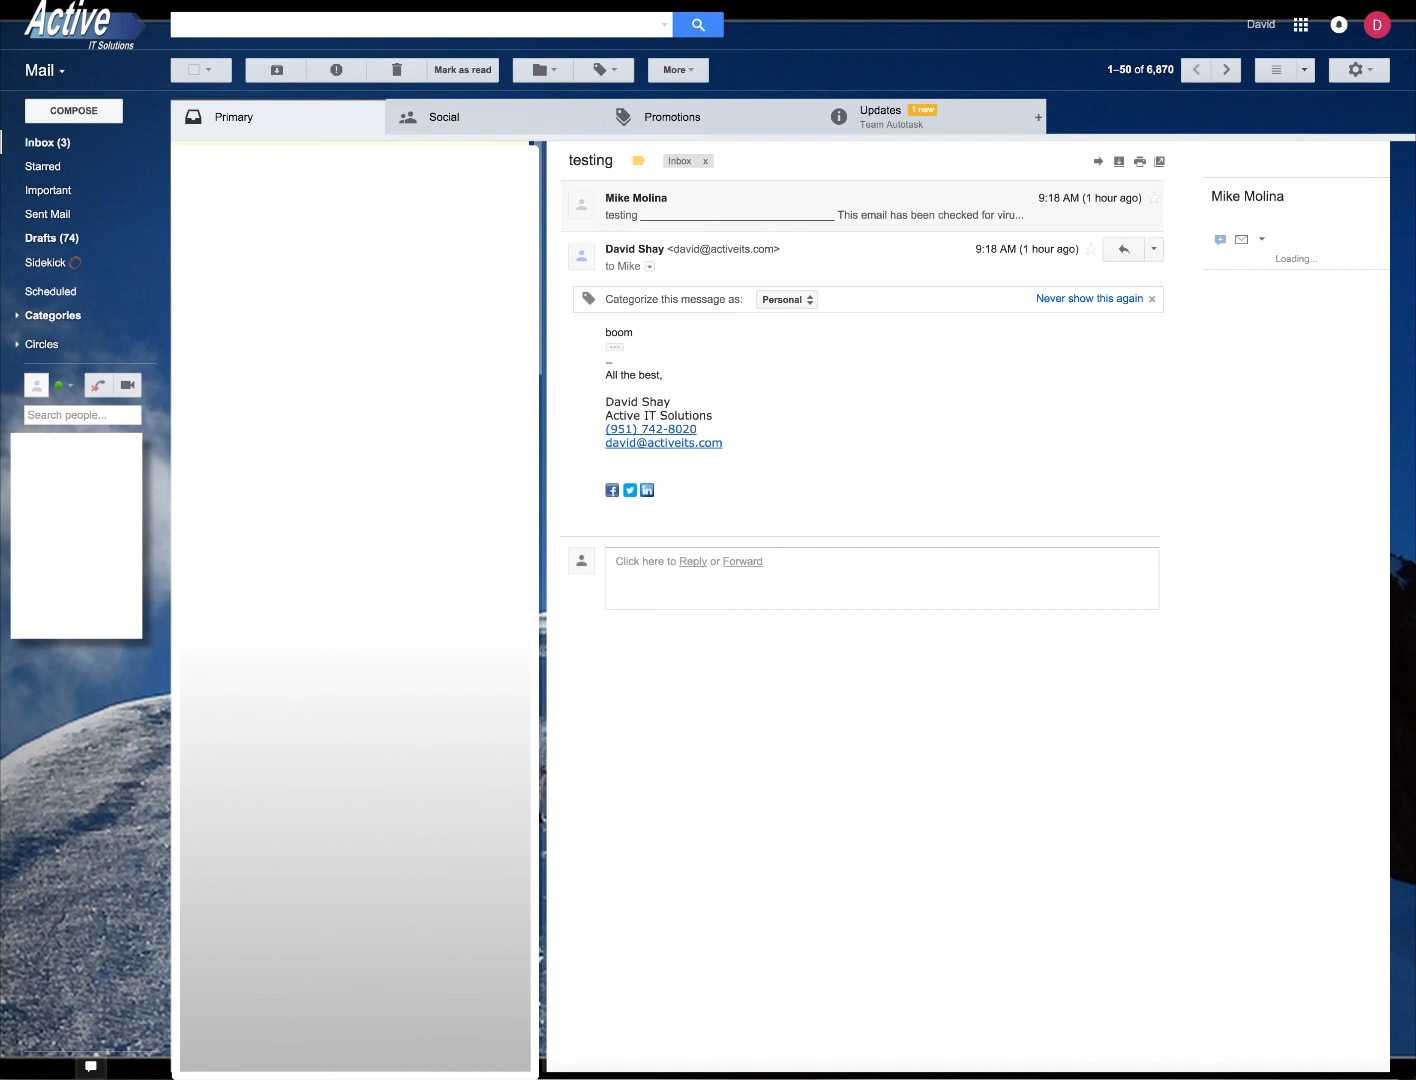 Active
IT Solutions
David
D
Mail
Mark as read
More
1–50 of 6,870
COMPOSE
Primary
Social
Promotions
Updates 1 new
Team Autotask
+
Inbox (3)
Starred
Important
Sent Mail
Drafts (74)
Sidekick
Scheduled
Categories
Circles
Search people...
testing
Inbox x
Mike Molina
9:18 AM (1 hour ago)
testing ________________________________ This email has been checked for viru...
David Shay <david@activeits.com>
9:18 AM (1 hour ago)
to Mike
Categorize this message as: Personal
Never show this again ×
boom
...
--
All the best,
David Shay
Active IT Solutions
(951) 742-8020
david@activeits.com
Click here to Reply or Forward
Mike Molina
Loading...